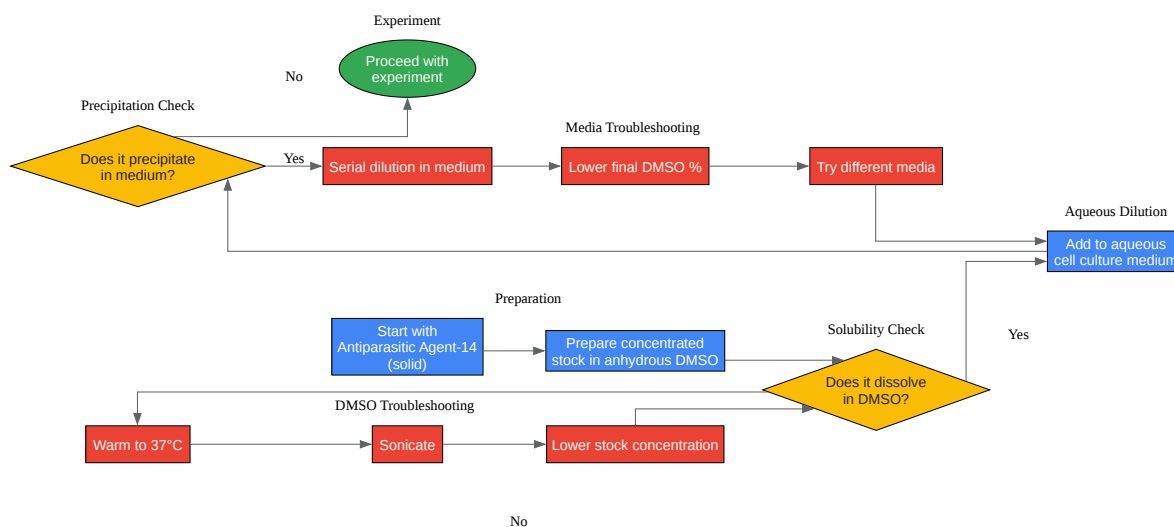 Experiment
Proceed with
experiment
No
Precipitation Check
Does it precipitate
in medium?
Yes
Media Troubleshooting
Serial dilution in medium
Lower final DMSO %
Try different media
Aqueous Dilution
Add to aqueous
cell culture medium
Preparation
Start with
Antiparasitic Agent-14
(solid)
Prepare concentrated
stock in anhydrous DMSO
Solubility Check
Yes
Does it dissolve
in DMSO?
DMSO Troubleshooting
Warm to 37°C
Sonicate
Lower stock concentration
No